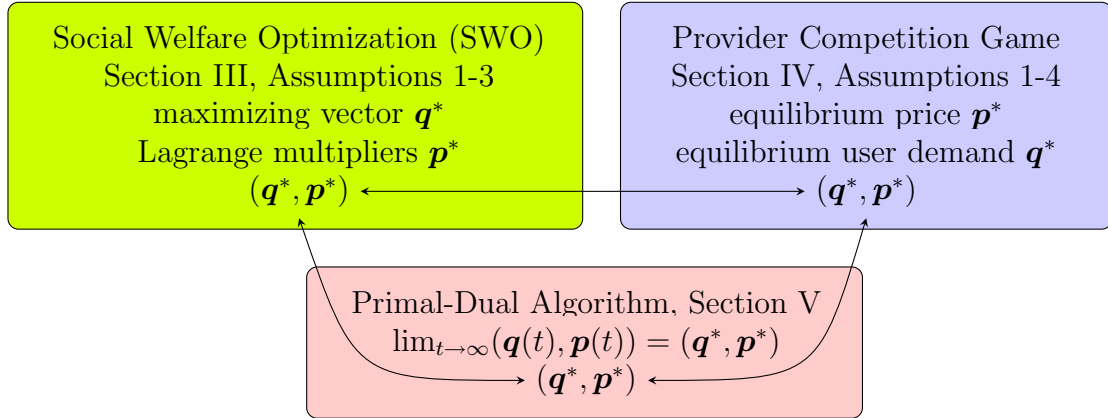 Social Welfare Optimization (SWO)
Section III, Assumptions 1-3
maximizing vector q*
Lagrange multipliers p*
(q*, p*)
Provider Competition Game
Section IV, Assumptions 1-4
equilibrium price p*
equilibrium user demand q*
(q*, p*)
Primal-Dual Algorithm, Section V
lim_{t→∞}(q(t), p(t)) = (q*, p*)
(q*, p*)